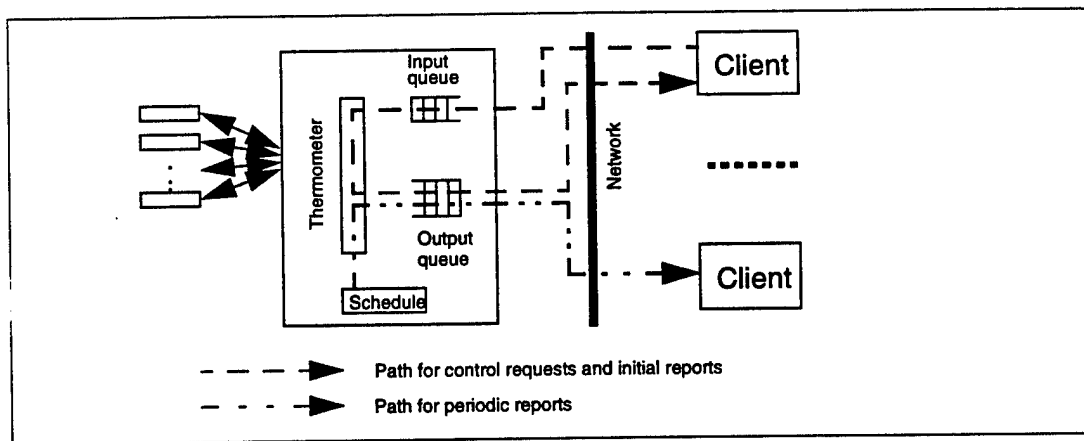 Input
queue
Client
Thermometer
Network
Output
queue
Client
Schedule
Path for control requests and initial reports
Path for periodic reports